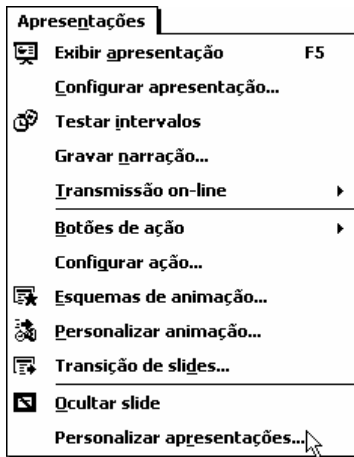 Apresentações
Exibir apresentação F5
Configurar apresentação...
Testar intervalos
Gravar narração...
Transmissão on-line
Botões de ação
Configurar ação...
Esquemas de animação...
Personalizar animação...
Transição de slides...
Ocultar slide
Personalizar apresentações...